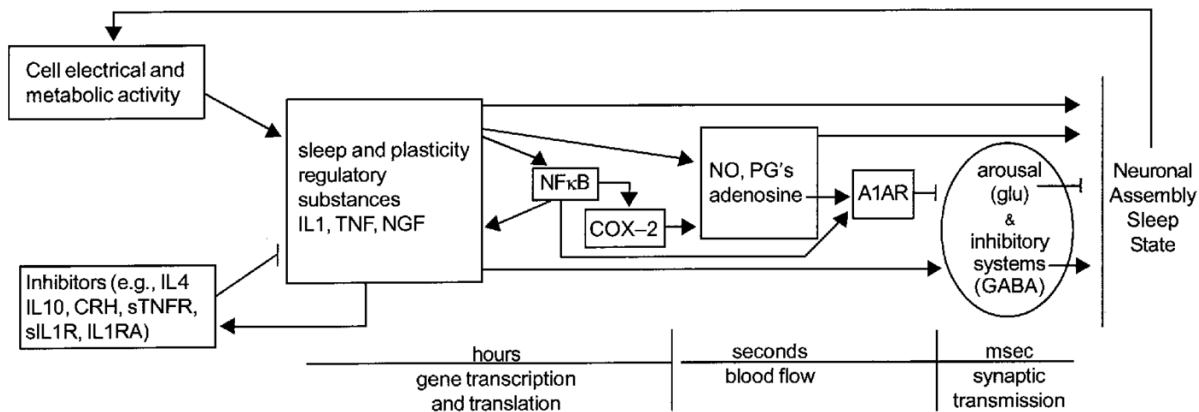 Cell electrical and
metabolic activity
sleep and plasticity
regulatory
substances
IL1, TNF, NGF
NFκB
COX–2
NO, PG's
adenosine
A1AR
arousal
(glu)
&
inhibitory
systems
(GABA)
Neuronal
Assembly
Sleep
State
Inhibitors (e.g., IL4
IL10, CRH, sTNFR,
sIL1R, IL1RA)
hours
gene transcription
and translation
seconds
blood flow
msec
synaptic
transmission